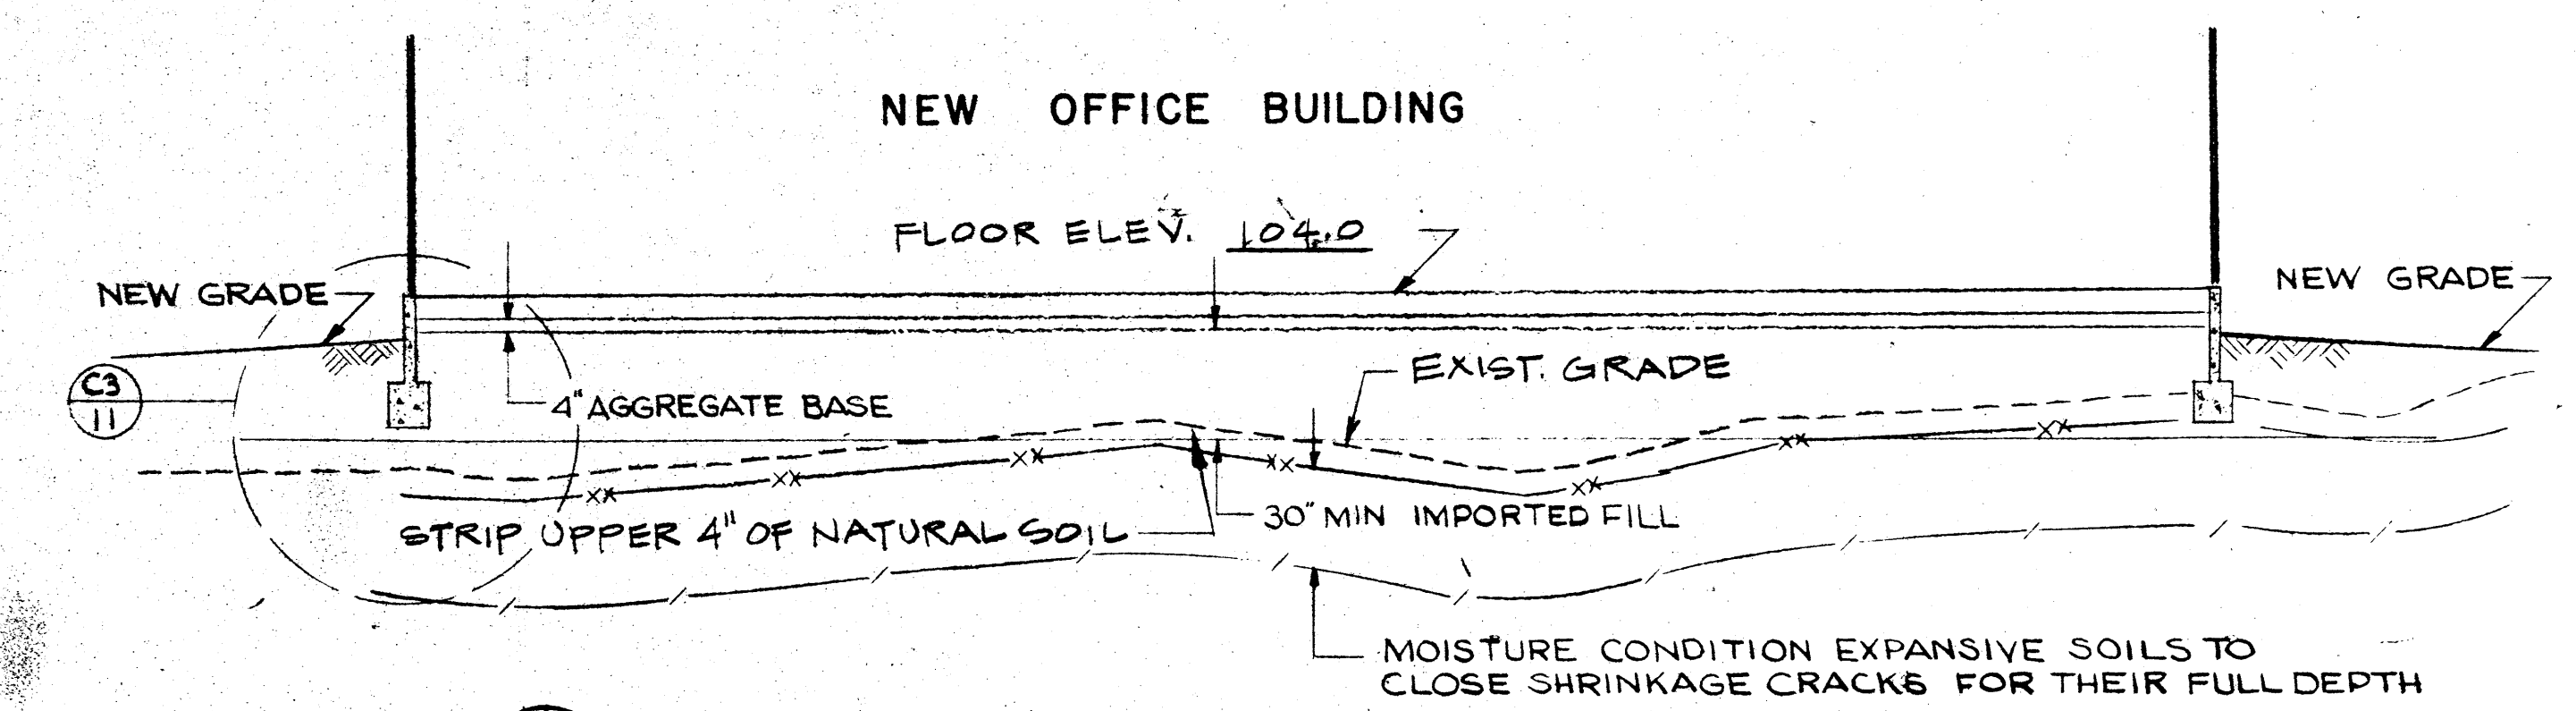 NEW OFFICE BUILDING
FLOOR ELEV. 104.0
NEW GRADE
NEW GRADE
EXIST. GRADE
C3
11
4" AGGREGATE BASE
STRIP UPPER 4" OF NATURAL SOIL
30" MIN IMPORTED FILL
MOISTURE CONDITION EXPANSIVE SOILS TO
CLOSE SHRINKAGE CRACKS FOR THEIR FULL DEPTH